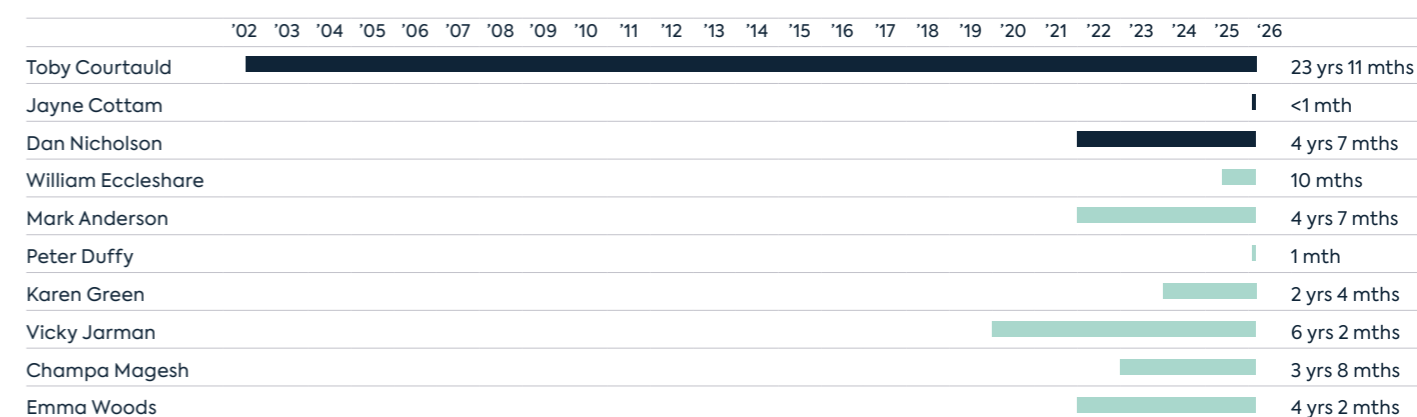 ’02 ’03 ’04 ’05 ’06 ’07 ’08 ’09 ’10 ’11 ’12 ’13 ’14 ’15 ’16 ’17 ’18 ’19 ’20 ’21 ’22 ’23 ’24 ’25 ‘26
Toby Courtauld 23 yrs 11 mths
Jayne Cottam <1 mth
Dan Nicholson 4 yrs 7 mths
William Eccleshare 10 mths
Mark Anderson 4 yrs 7 mths
Peter Duffy 1 mth
Karen Green 2 yrs 4 mths
Vicky Jarman 6 yrs 2 mths
Champa Magesh 3 yrs 8 mths
Emma Woods 4 yrs 2 mths